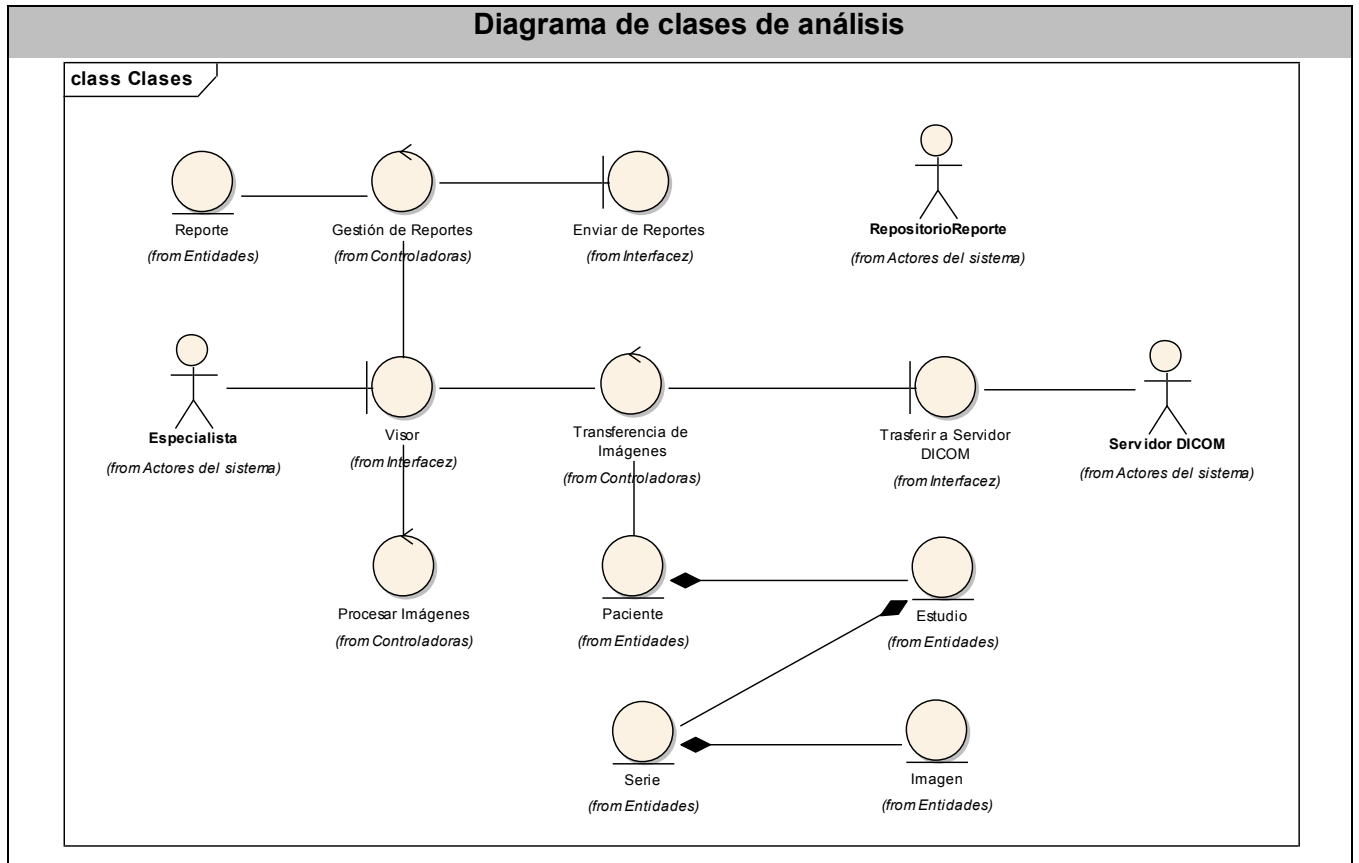 Diagrama de clases de análisis
class Clases
Reporte
(from Entidades)
Gestión de Reportes
(from Controladoras)
Enviar de Reportes
(from Interfacez)
RepositorioReporte
(from Actores del sistema)
Especialista
(from Actores del sistema)
Visor
(from Interfacez)
Transferencia de
Imágenes
(from Controladoras)
Trasferir a Servidor
DICOM
(from Interfacez)
Servidor DICOM
(from Actores del sistema)
Procesar Imágenes
(from Controladoras)
Paciente
(from Entidades)
Estudio
(from Entidades)
Serie
(from Entidades)
Imagen
(from Entidades)